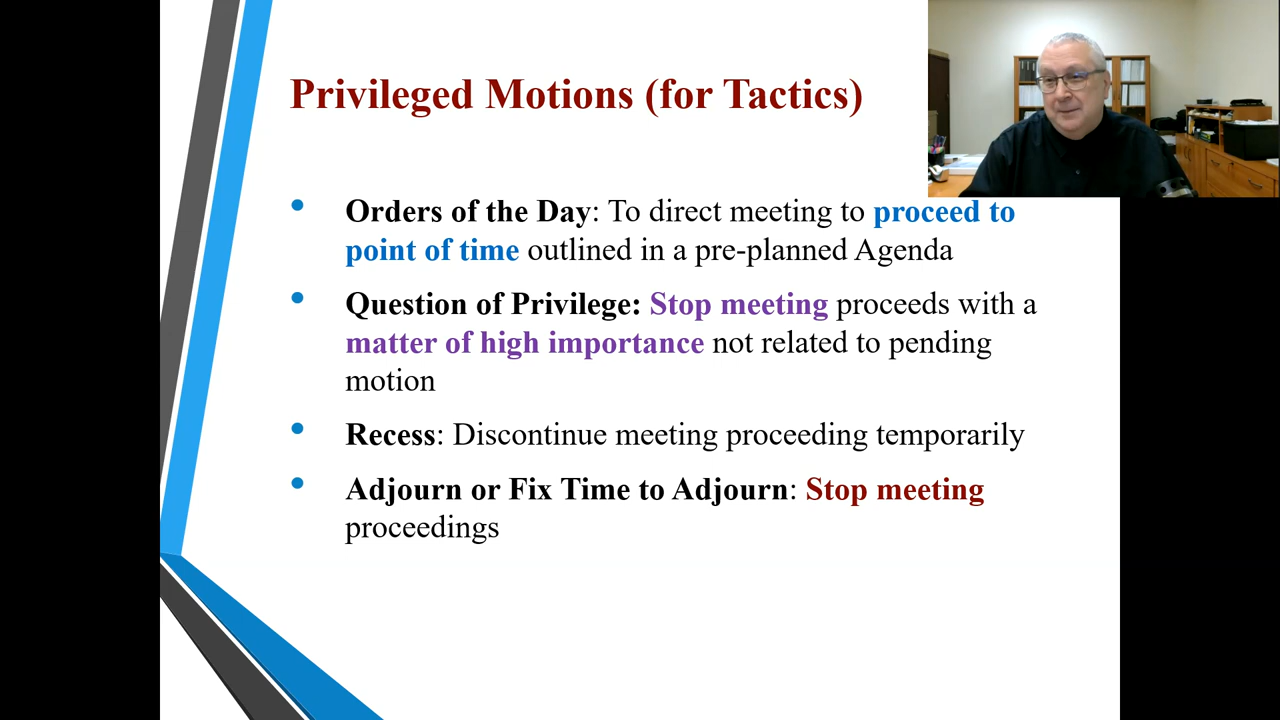 Privileged Motions (for Tactics)
Orders of the Day: To direct meeting to proceed to
point of time outlined in a pre-planned Agenda
Question of Privilege: Stop meeting proceeds with a
matter of high importance not related to pending
motion
Recess: Discontinue meeting proceeding temporarily
Adjourn or Fix Time to Adjourn: Stop meeting
proceedings